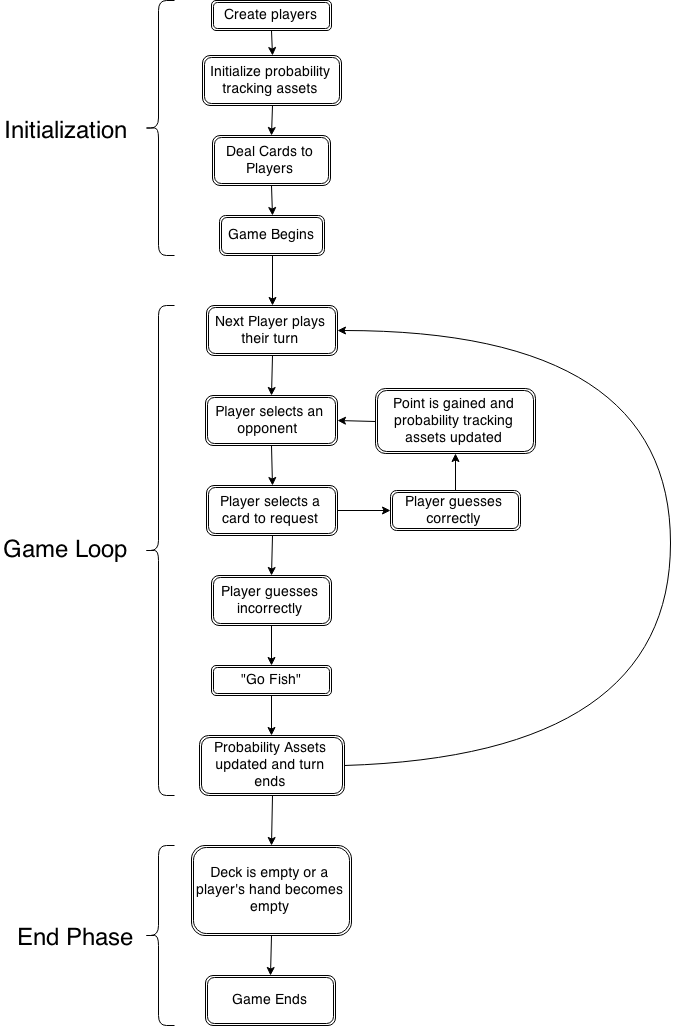 Create players
Initialize probability
tracking assets
Initialization
Deal Cards to
Players
Game Begins
Next Player plays
their turn
Player selects an
opponent
Point is gained and
probability tracking
assets updated
Player selects a
card to request
Player guesses
correctly
Game Loop
Player guesses
incorrectly
"Go Fish"
Probability Assets
updated and turn
ends
Deck is empty or a
player's hand becomes
empty
End Phase
Game Ends